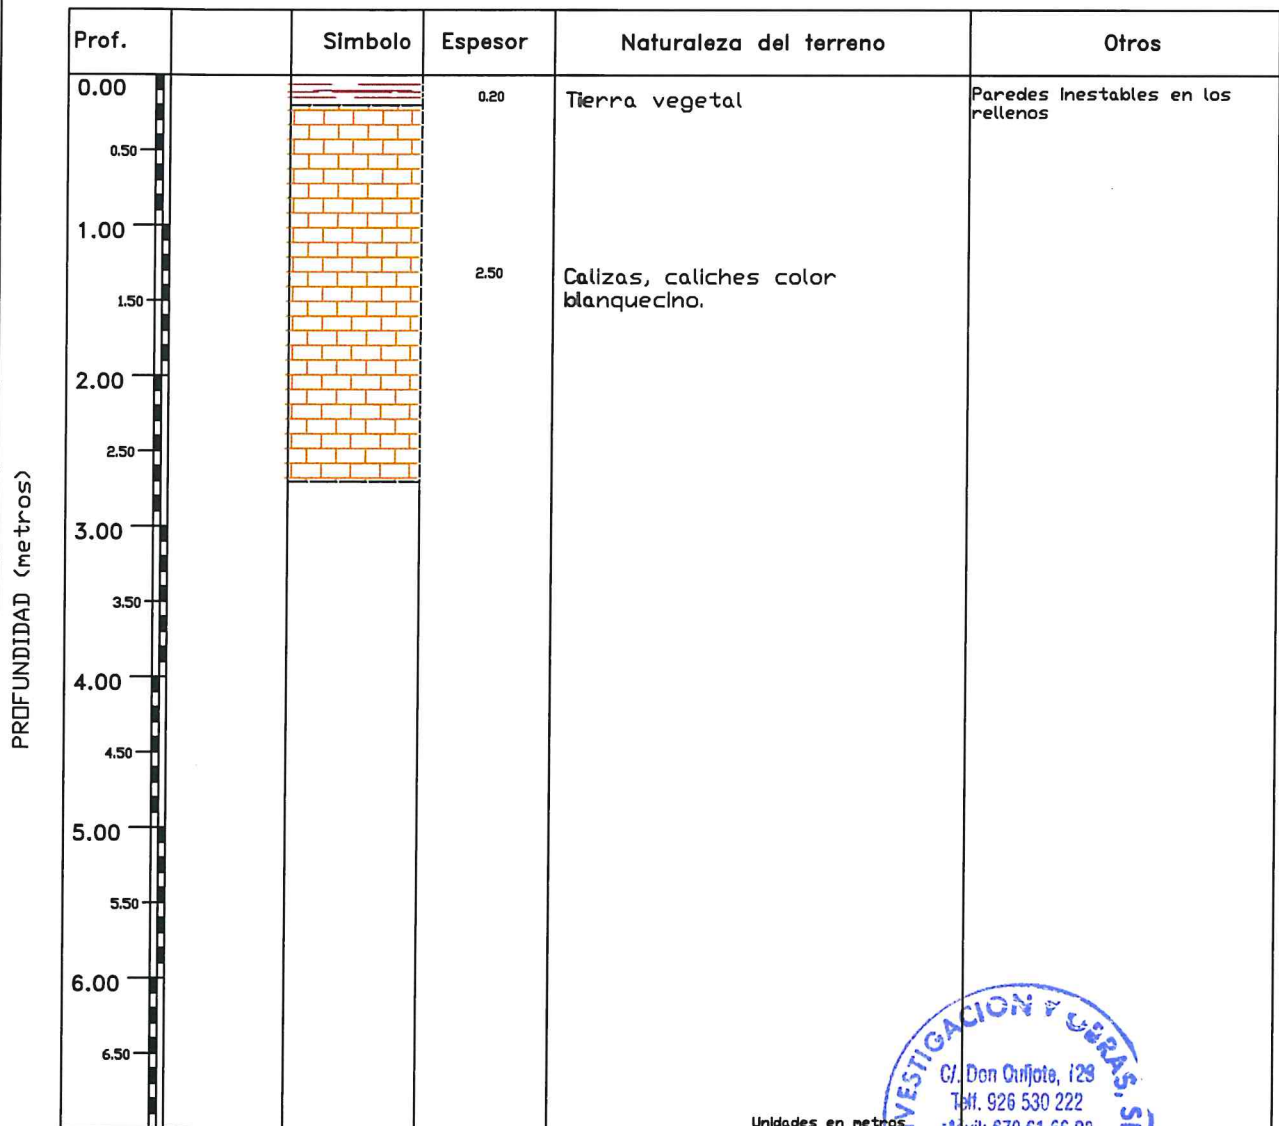 Prof.
Simbolo
Espesor
Naturaleza del terreno
Otros
0.00
0.20
Tierra vegetal
Paredes Inestables en los
rellenos
0.50
1.00
2.50
Calizas, caliches color
blanquecino.
1.50
2.00
2.50
3.00
3.50
4.00
4.50
5.00
5.50
6.00
6.50
PROFUNDIDAD (metros)
Unidades en metros
VESTIGACION Y OBRAS, S
C/. Don Quijote, 129
Telf. 926 530 222